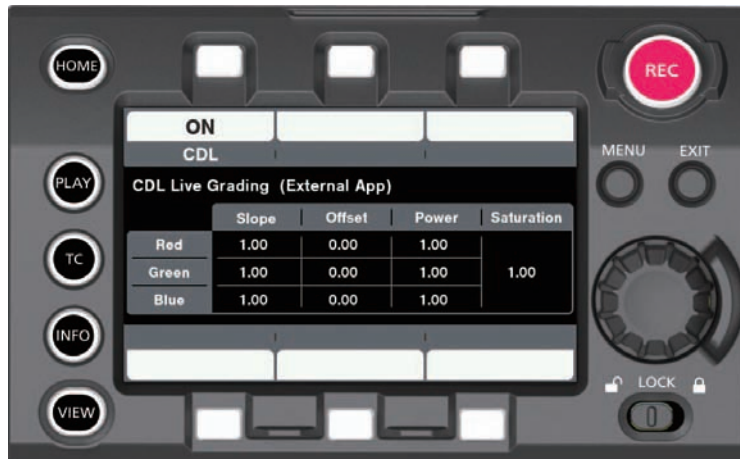 HOME
REC
ON
CDL
MENU EXIT
PLAY
CDL Live Grading (External App)
Slope Offset Power Saturation
Red 1.00 0.00 1.00
TC
Green 1.00 0.00 1.00 1.00
Blue 1.00 0.00 1.00
INFO
LOCK
VIEW